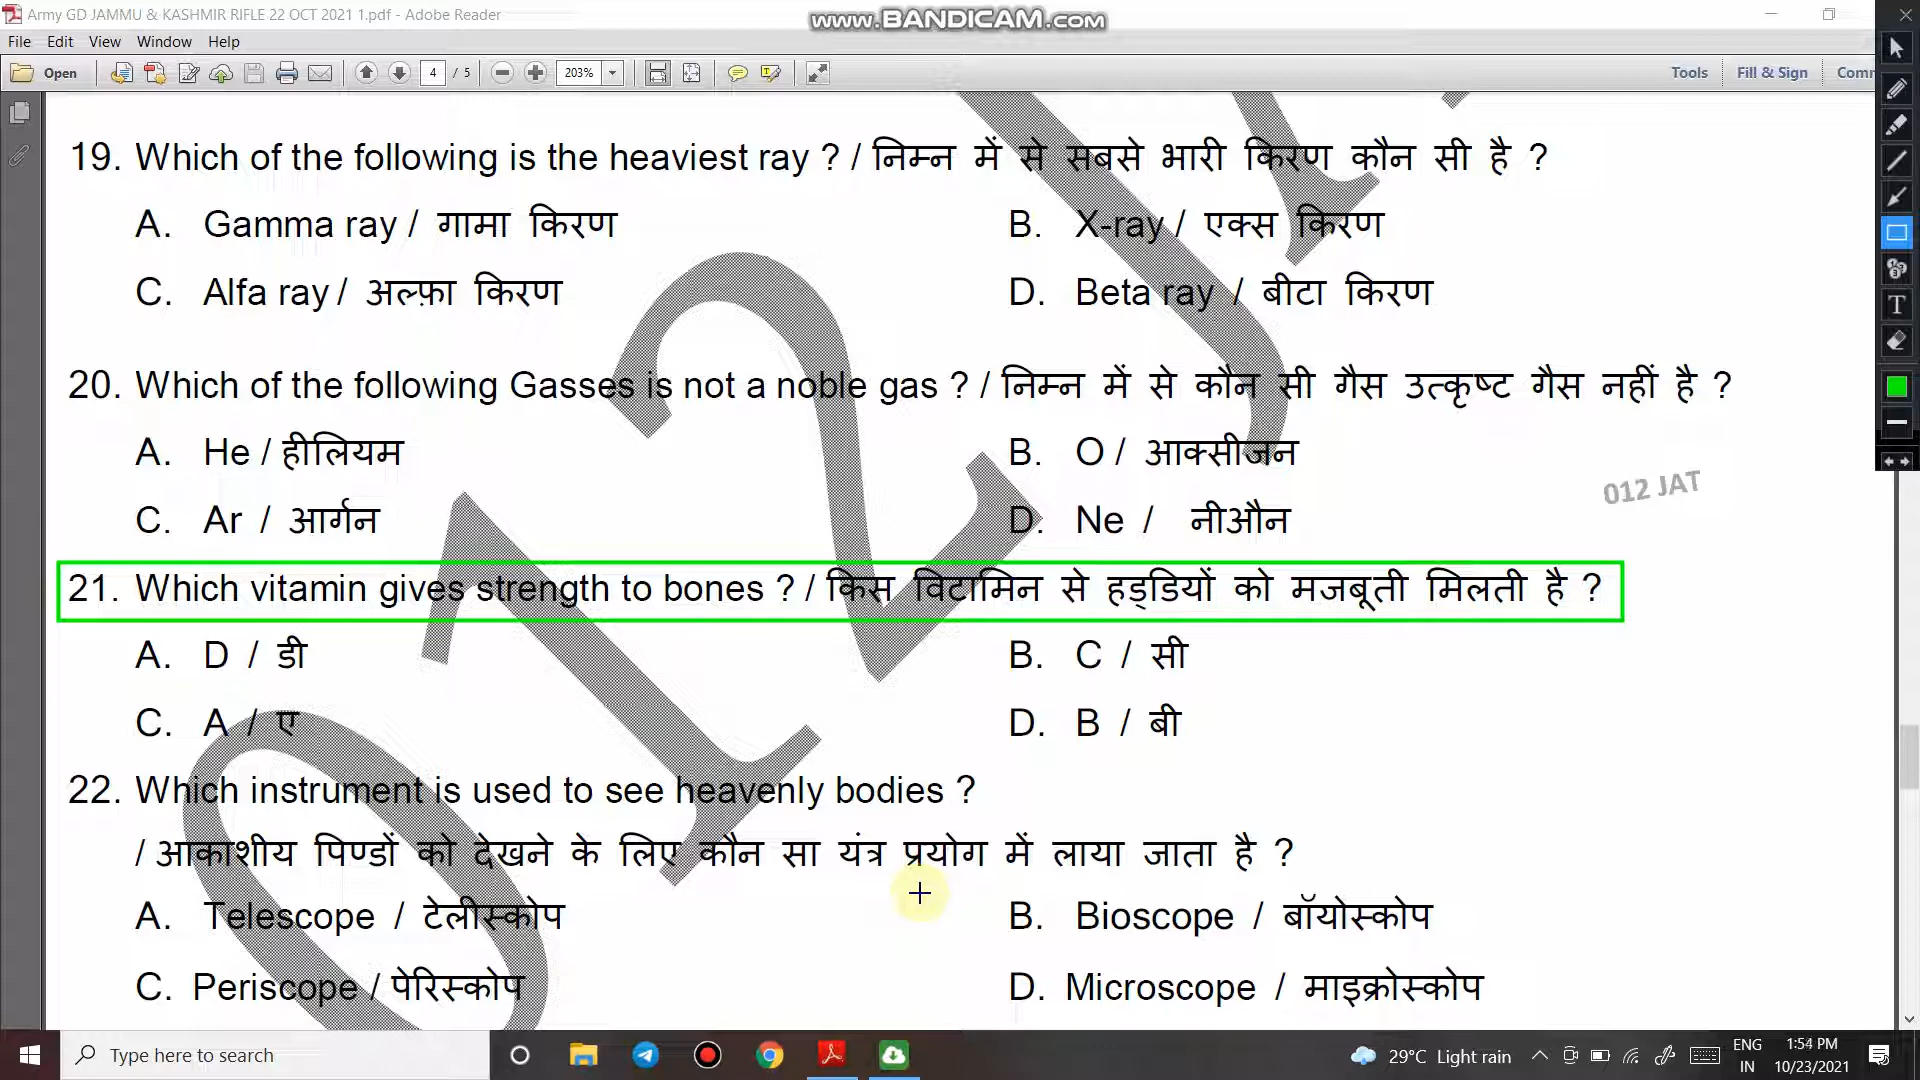 Army GD JAMMU & KASHMIR RIFLE 22 OCT 2021 1.pdf - Adobe Reader
www.BANDICAM.com
File Edit View Window Help
Open 4 / 5 203% Tools Fill & Sign
19. Which of the following is the heaviest ray ? / निम्न में से सबसे भारी किरण कौन सी है ?
A. Gamma ray / गामा किरण B. X-ray / एक्स किरण
C. Alfa ray / अल्फ़ा किरण D. Beta ray / बीटा किरण
20. Which of the following Gasses is not a noble gas ? / निम्न में से कौन सी गैस उत्कृष्ट गैस नहीं है ?
A. He / हीलियम B. O / आक्सीजन
012 JAT
C. Ar / आर्गन D. Ne / नीऔन
21. Which vitamin gives strength to bones ? / किस विटामिन से हड्डियों को मजबूती मिलती है ?
A. D / डी B. C / सी
C. A / ए D. B / बी
22. Which instrument is used to see heavenly bodies ?
/ आकाशीय पिण्डों को देखने के लिए कौन सा यंत्र प्रयोग में लाया जाता है ?
A. Telescope / टेलीस्कोप B. Bioscope / बॉयोस्कोप
C. Periscope / पेरिस्कोप D. Microscope / माइक्रोस्कोप
012
Type here to search 29°C Light rain ENG 1:54 PM
IN 10/23/2021